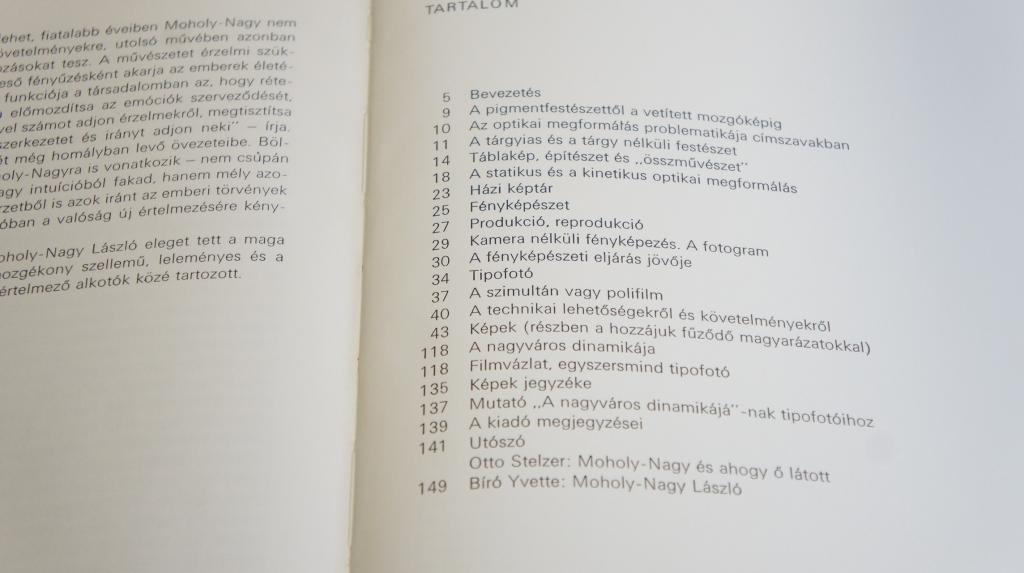 lehet, fiatalabb éveiben Moholy-Nagy nem
övetelményekre, utolsó művében azonban
ozásokat tesz. A művészetet érzelmi szük-
eső fényűzésként akarja az emberek életé-
funkciója a társadalomban az, hogy réte-
előmozdítsa az emóciók szerveződését,
vel számot adjon érzelmekről, megtisztítsa
szerkezetet és irányt adjon neki" – írja.
ét még homályban levő övezeteibe. Böl-
oly-Nagyra is vonatkozik – nem csupán
agy intuícióból fakad, hanem mély azo-
rzetből is azok iránt az emberi törvények
óban a valóság új értelmezésére kény-
oholy-Nagy László eleget tett a maga
mozgékony szellemű, leleményes és a
értelmező alkotók közé tartozott.
TARTALOM
5 Bevezetés
9 A pigmentfestészettől a vetített mozgóképig
10 Az optikai megformálás problematikája címszavakban
11 A tárgyias és a tárgy nélküli festészet
14 Táblakép, építészet és „összművészet"
18 A statikus és a kinetikus optikai megformálás
23 Házi képtár
25 Fényképészet
27 Produkció, reprodukció
29 Kamera nélküli fényképezés. A fotogram
30 A fényképészeti eljárás jövője
34 Tipofotó
37 A szimultán vagy polifilm
40 A technikai lehetőségekről és követelményekről
43 Képek (részben a hozzájuk fűződő magyarázatokkal)
118 A nagyváros dinamikája
118 Filmvázlat, egyszersmind tipofotó
135 Képek jegyzéke
137 Mutató „A nagyváros dinamikájá"-nak tipofotóihoz
139 A kiadó megjegyzései
141 Utószó
Otto Stelzer: Moholy-Nagy és ahogy ő látott
149 Bíró Yvette: Moholy-Nagy László